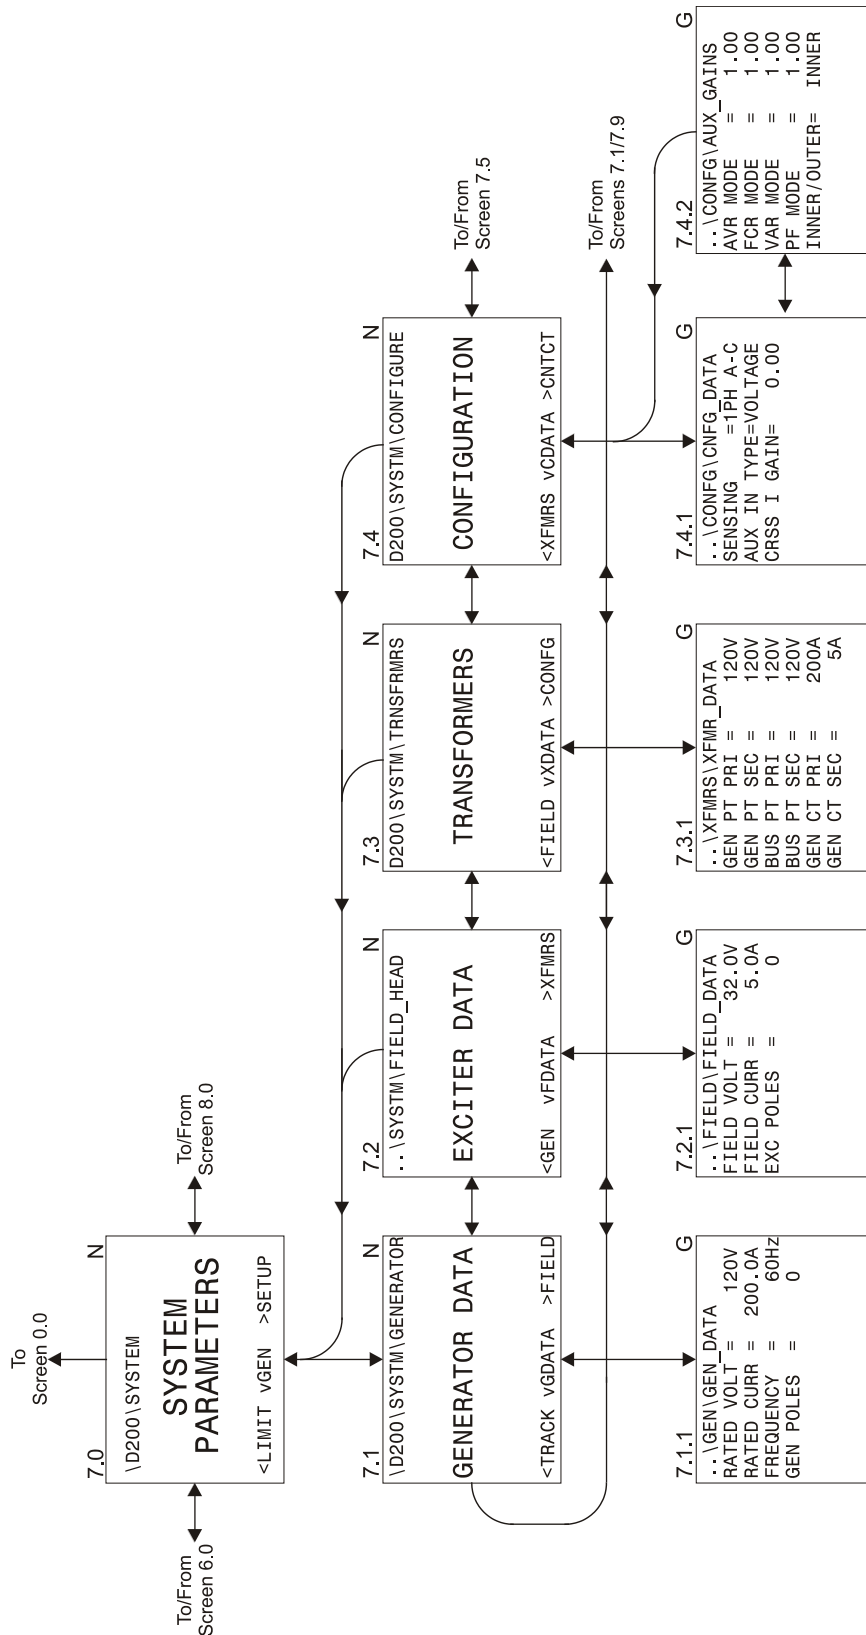 To
Screen 0.0
7.0 N
\D200\SYSTEM
SYSTEM
PARAMETERS
<LIMIT vGEN >SETUP
To/From
Screen 6.0
To/From
Screen 8.0
7.1 N
\D200\SYSTM\GENERATOR
GENERATOR DATA
<TRACK vGDATA >FIELD
7.2 N
..\SYSTM\FIELD_HEAD
EXCITER DATA
<GEN vFDATA >XFMRS
7.3 N
D200\SYSTM\TRNSFRMRS
TRANSFORMERS
<FIELD vXDATA >CONFG
7.4 N
D200\SYSTM\CONFIGURE
CONFIGURATION
<XFMRS vCDATA >CNTCT
To/From
Screen 7.5
To/From
Screens 7.1/7.9
7.1.1 G
..\GEN\GEN_DATA
RATED VOLT = 120V
RATED CURR = 200.0A
FREQUENCY = 60Hz
GEN POLES = 0
7.2.1 G
..\FIELD\FIELD_DATA
FIELD VOLT = 32.0V
FIELD CURR = 5.0A
EXC POLES = 0
7.3.1 G
..\XFMRS\XFMR_DATA
GEN PT PRI = 120V
GEN PT SEC = 120V
BUS PT PRI = 120V
BUS PT SEC = 120V
GEN CT PRI = 200A
GEN CT SEC = 5A
7.4.1 G
..\CONFG\CNFG_DATA
SENSING =1PH A-C
AUX IN TYPE=VOLTAGE
CRSS I GAIN= 0.00
7.4.2 G
..\CONFG\AUX_GAINS
AVR MODE = 1.00
FCR MODE = 1.00
VAR MODE = 1.00
PF MODE = 1.00
INNER/OUTER= INNER